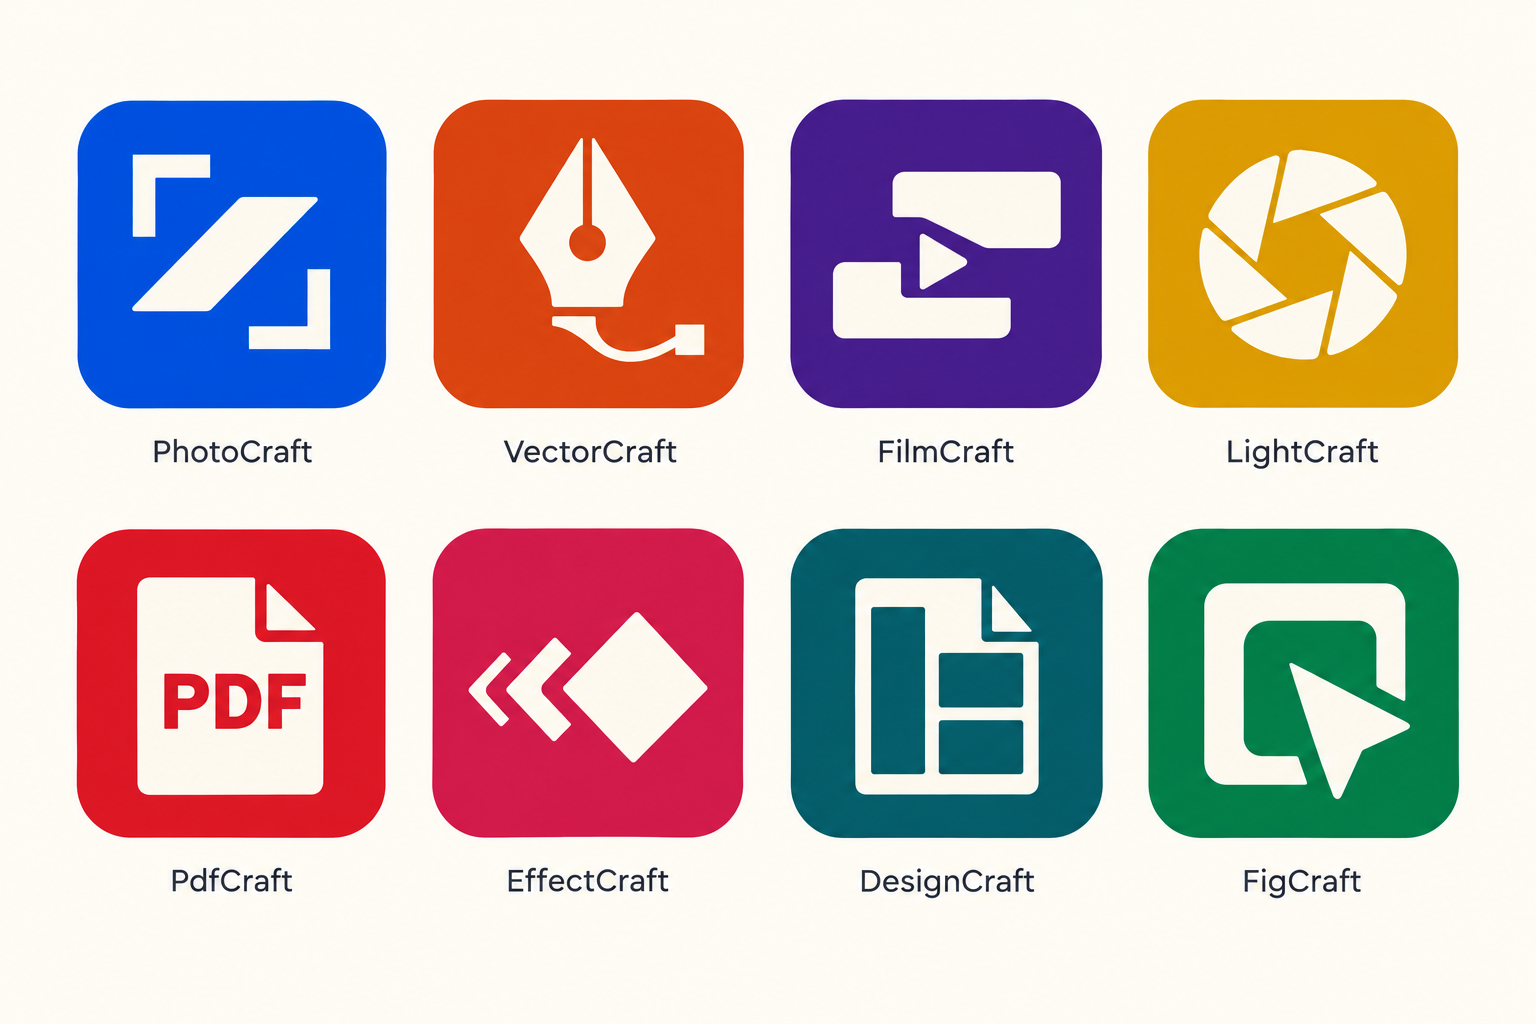 PhotoCraft
VectorCraft
FilmCraft
LightCraft
PDF
PdfCraft
EffectCraft
DesignCraft
FigCraft